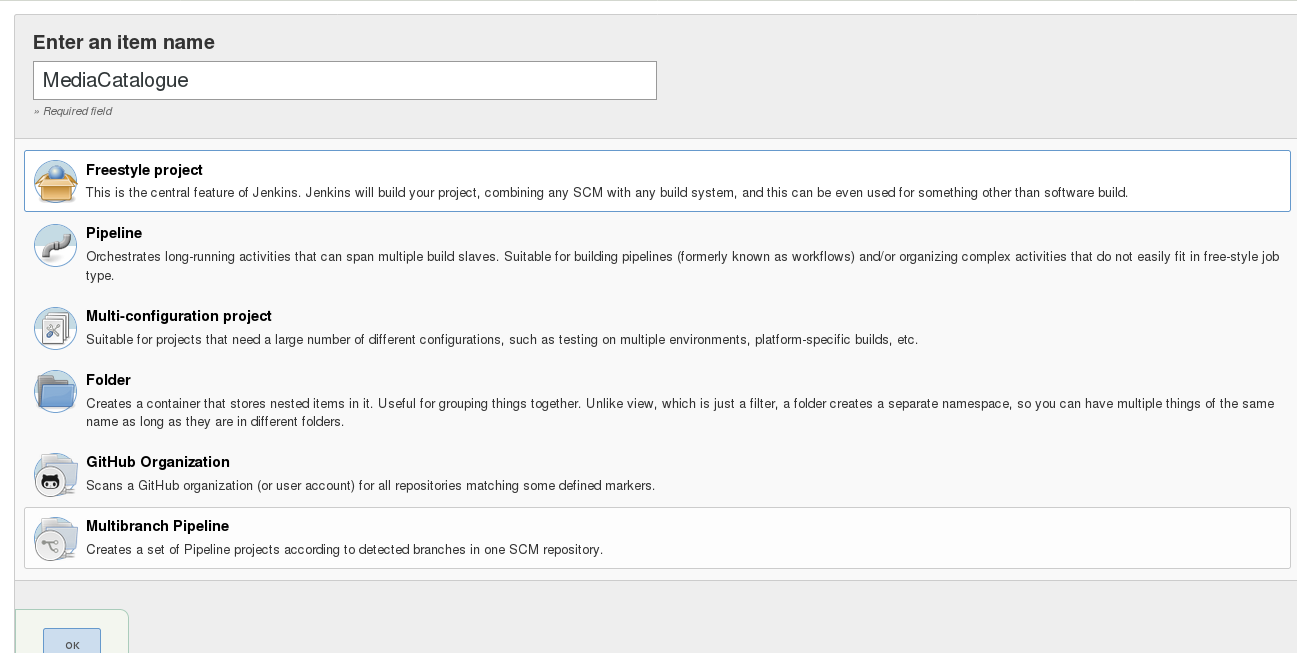 Enter an item name
MediaCatalogue
» Required field
Freestyle project
This is the central feature of Jenkins. Jenkins will build your project, combining any SCM with any build system, and this can be even used for something other than software build.
Pipeline
Orchestrates long-running activities that can span multiple build slaves. Suitable for building pipelines (formerly known as workflows) and/or organizing complex activities that do not easily fit in free-style job
type.
Multi-configuration project
Suitable for projects that need a large number of different configurations, such as testing on multiple environments, platform-specific builds, etc.
Folder
Creates a container that stores nested items in it. Useful for grouping things together. Unlike view, which is just a filter, a folder creates a separate namespace, so you can have multiple things of the same
name as long as they are in different folders.
GitHub Organization
Scans a GitHub organization (or user account) for all repositories matching some defined markers.
Multibranch Pipeline
Creates a set of Pipeline projects according to detected branches in one SCM repository.
OK